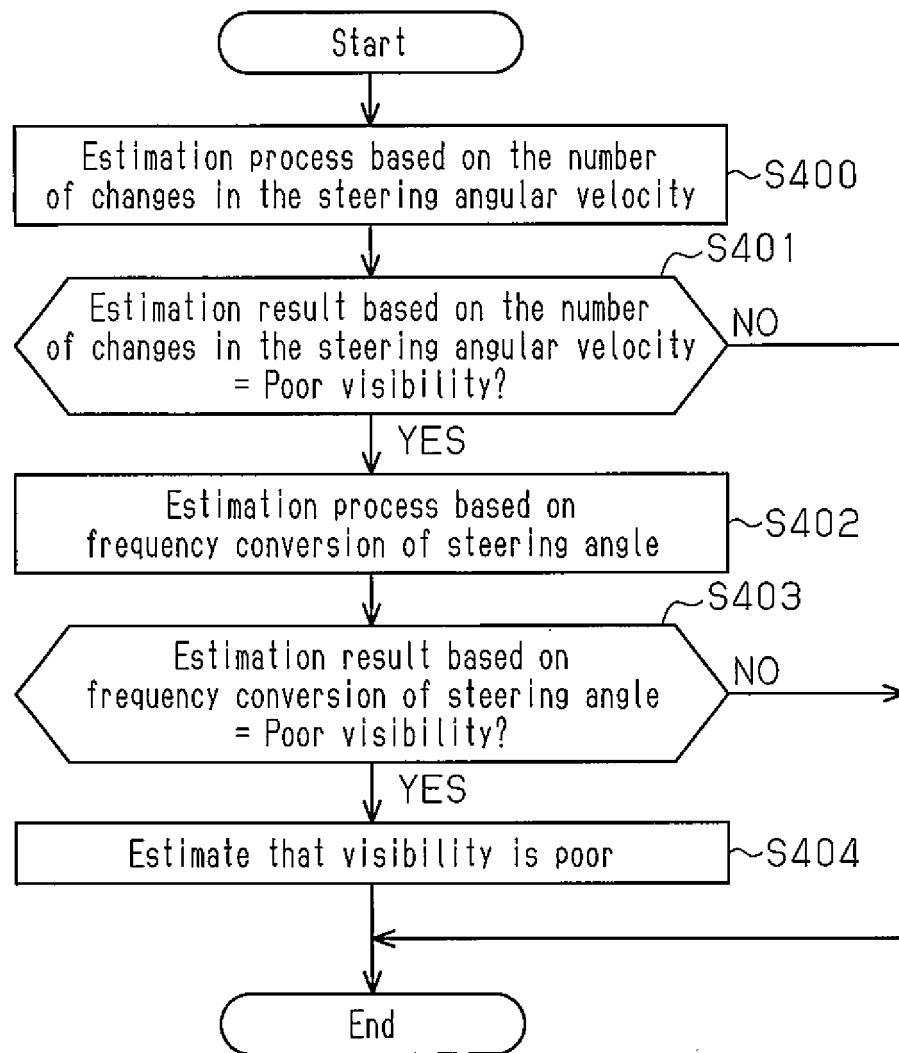 Start
Estimation process based on the number
of changes in the steering angular velocity
S400
S401
Estimation result based on the number
of changes in the steering angular velocity
= Poor visibility?
NO
YES
Estimation process based on
frequency conversion of steering angle
S402
S403
Estimation result based on
frequency conversion of steering angle
= Poor visibility?
NO
YES
Estimate that visibility is poor
S404
End